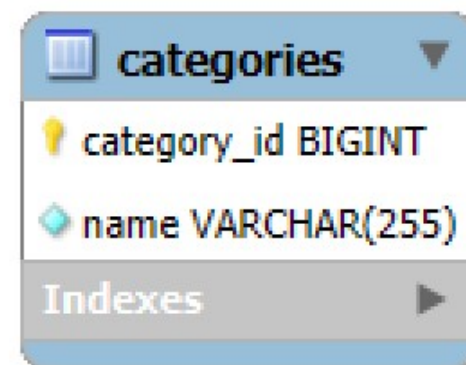 categories
category_id BIGINT
name VARCHAR(255)
Indexes